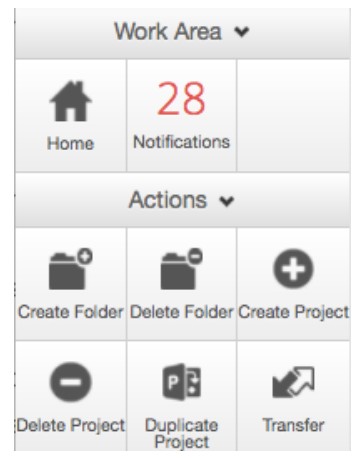 Work Area
28
Home
Notifications
Actions
Create Folder
Delete Folder
Create Project
P
Delete Project
Duplicate
Project
Transfer